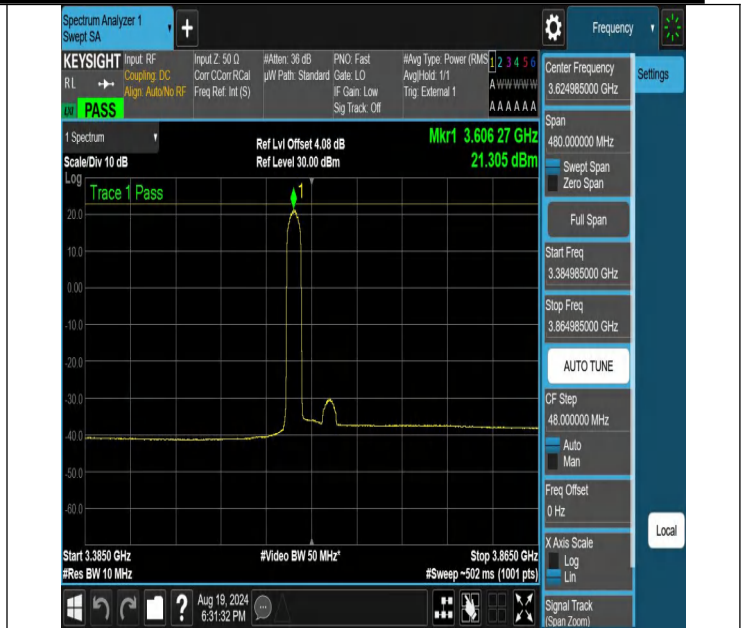 Spectrum Analyzer 1
Swept SA
Frequency
KEYSIGHT
RL
PASS
Input: RF
Coupling: DC
Align: Auto/No RF
Input Z: 50 Ω
Corr CCorr RCal
Freq Ref: Int (S)
#Atten: 36 dB
µW Path: Standard
PNO: Fast
Gate: LO
IF Gain: Low
Sig Track: Off
#Avg Type: Power (RMS
Avg|Hold: 1/1
Trig: External 1
1 2 3 4 5 6
A W W W W W
A A A A A A
1 Spectrum
Scale/Div 10 dB
Log
Ref Lvl Offset 4.08 dB
Ref Level 30.00 dBm
Mkr1 3.606 27 GHz
21.305 dBm
Trace 1 Pass
1
20.0
10.0
0.00
-10.0
-20.0
-30.0
-40.0
-50.0
-60.0
Start 3.3850 GHz
#Res BW 10 MHz
#Video BW 50 MHz*
Stop 3.8650 GHz
#Sweep ~502 ms (1001 pts)
Center Frequency
3.624985000 GHz
Settings
Span
480.000000 MHz
Swept Span
Zero Span
Full Span
Start Freq
3.384985000 GHz
Stop Freq
3.864985000 GHz
AUTO TUNE
CF Step
48.000000 MHz
Auto
Man
Freq Offset
0 Hz
X Axis Scale
Log
Lin
Local
Signal Track
(Span Zoom)
?
Aug 19, 2024
6:31:32 PM